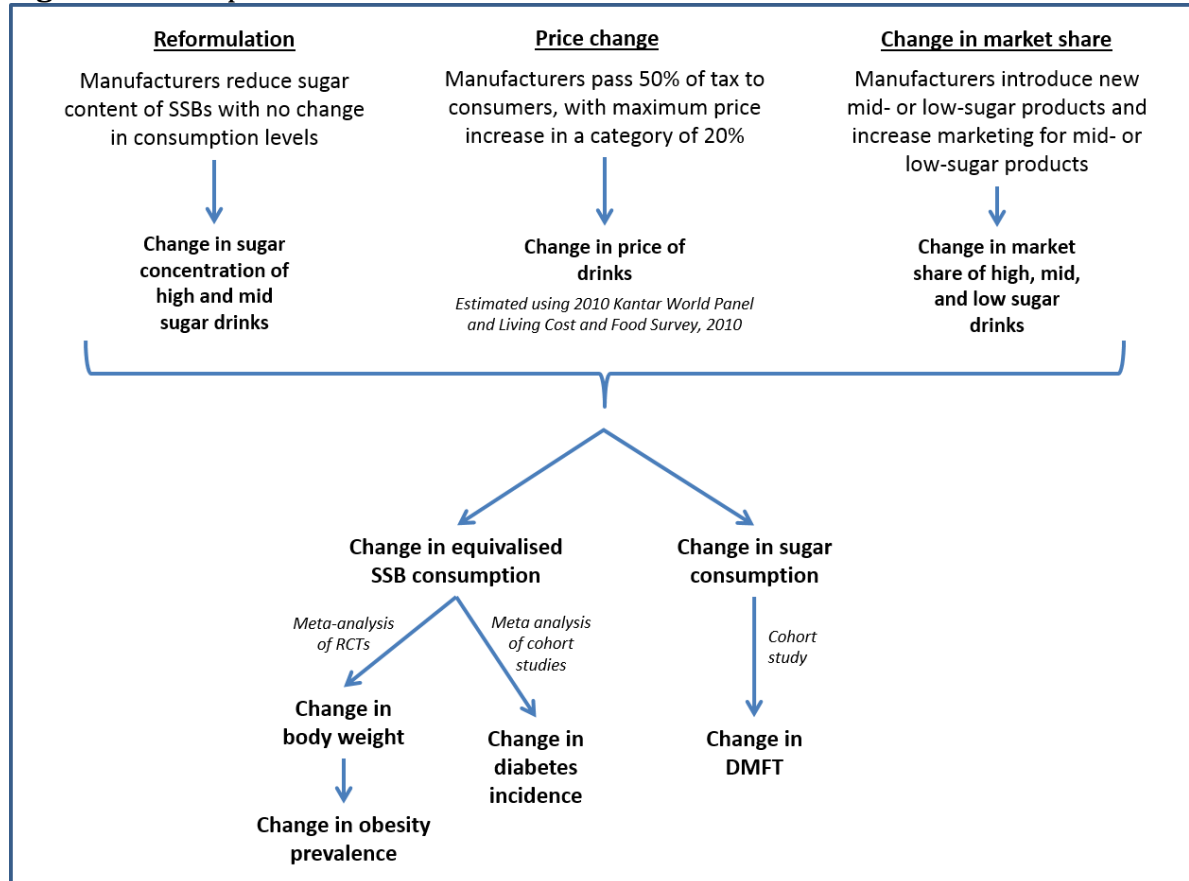 Reformulation
Manufacturers reduce sugar
content of SSBs with no change
in consumption levels
Change in sugar
concentration of
high and mid
sugar drinks
Price change
Manufacturers pass 50% of tax to
consumers, with maximum price
increase in a category of 20%
Change in price of
drinks
Estimated using 2010 Kantar World Panel
and Living Cost and Food Survey, 2010
Change in market share
Manufacturers introduce new
mid- or low-sugar products and
increase marketing for mid- or
low-sugar products
Change in market
share of high, mid,
and low sugar
drinks
Change in equivalised
SSB consumption
Change in sugar
consumption
Meta-analysis
of RCTs
Meta analysis
of cohort
studies
Cohort
study
Change in
body weight
Change in
diabetes
incidence
Change in
DMFT
Change in obesity
prevalence